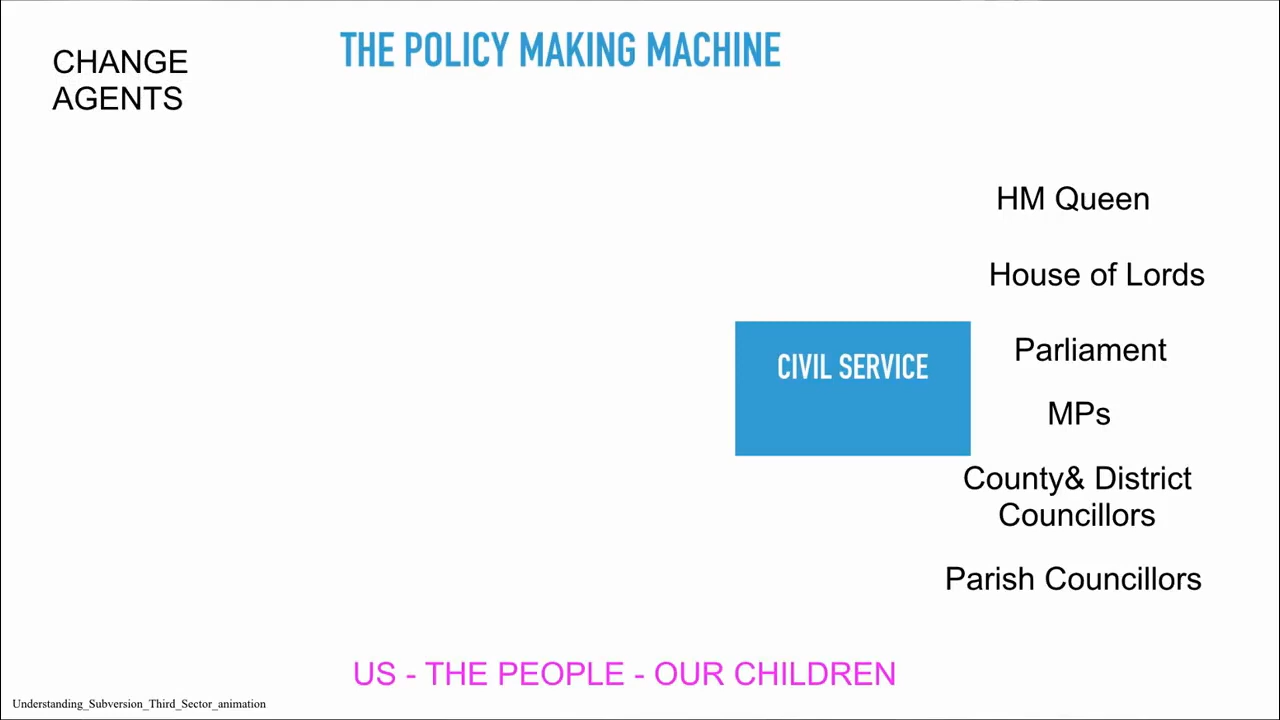 CHANGE
AGENTS
THE POLICY MAKING MACHINE
HM Queen
House of Lords
CIVIL SERVICE
Parliament
MPs
County& District
Councillors
Parish Councillors
US - THE PEOPLE - OUR CHILDREN
Understanding_Subversion_Third_Sector_animation